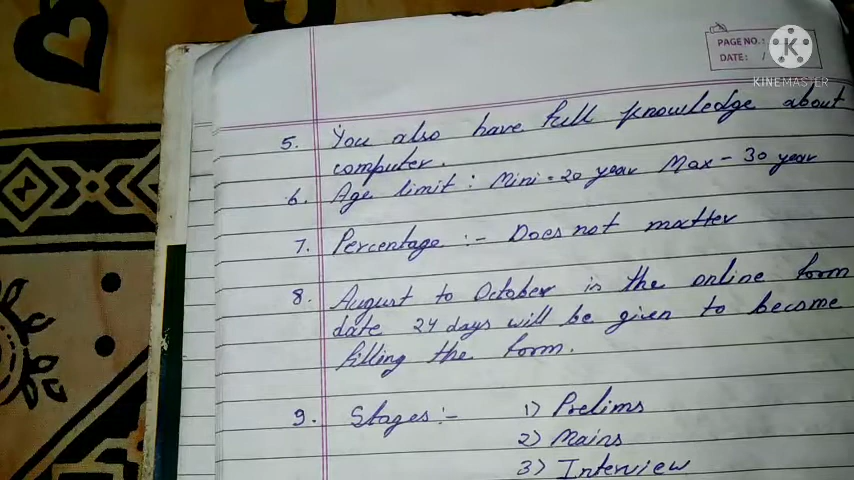 PAGE NO.:
DATE: /
KINEMASTER
5. You also have full knowledge about
computer.
6. Age limit : Mini = 20 year Max - 30 year
7. Percentage :- Does not matter
8. August to October is the online form
date 24 days will be given to become
filling the form.
9. Stages :- 1) Prelims
2) Mains
3) Interview